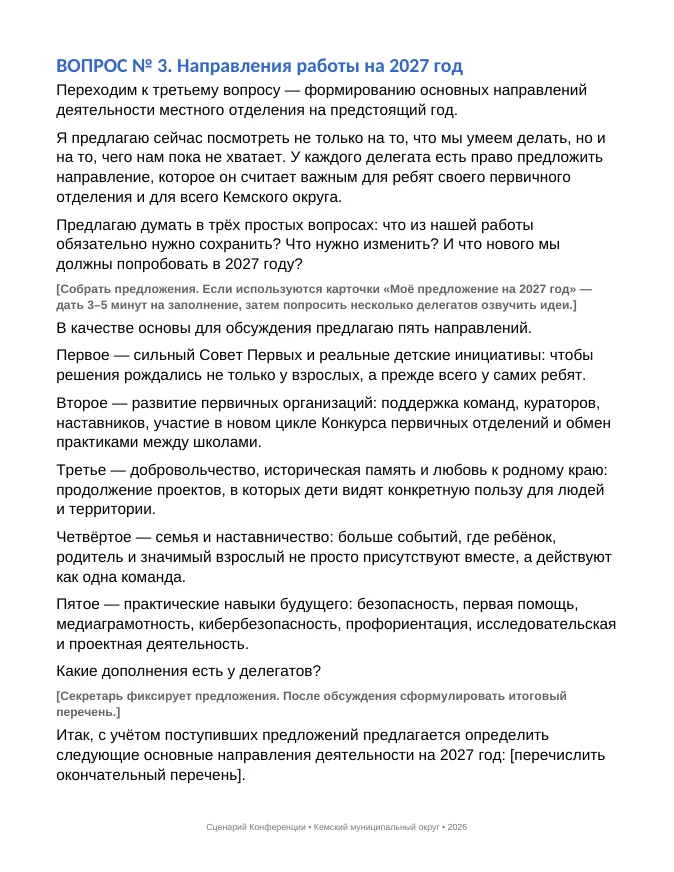 ВОПРОС № 3. Направления работы на 2027 год
Переходим к третьему вопросу — формированию основных направлений
деятельности местного отделения на предстоящий год.
Я предлагаю сейчас посмотреть не только на то, что мы умеем делать, но и
на то, чего нам пока не хватает. У каждого делегата есть право предложить
направление, которое он считает важным для ребят своего первичного
отделения и для всего Кемского округа.
Предлагаю думать в трёх простых вопросах: что из нашей работы
обязательно нужно сохранить? Что нужно изменить? И что нового мы
должны попробовать в 2027 году?
[Собрать предложения. Если используются карточки «Моё предложение на 2027 год» —
дать 3–5 минут на заполнение, затем попросить несколько делегатов озвучить идеи.]
В качестве основы для обсуждения предлагаю пять направлений.
Первое — сильный Совет Первых и реальные детские инициативы: чтобы
решения рождались не только у взрослых, а прежде всего у самих ребят.
Второе — развитие первичных организаций: поддержка команд, кураторов,
наставников, участие в новом цикле Конкурса первичных отделений и обмен
практиками между школами.
Третье — добровольчество, историческая память и любовь к родному краю:
продолжение проектов, в которых дети видят конкретную пользу для людей
и территории.
Четвёртое — семья и наставничество: больше событий, где ребёнок,
родитель и значимый взрослый не просто присутствуют вместе, а действуют
как одна команда.
Пятое — практические навыки будущего: безопасность, первая помощь,
медиаграмотность, кибербезопасность, профориентация, исследовательская
и проектная деятельность.
Какие дополнения есть у делегатов?
[Секретарь фиксирует предложения. После обсуждения сформулировать итоговый
перечень.]
Итак, с учётом поступивших предложений предлагается определить
следующие основные направления деятельности на 2027 год: [перечислить
окончательный перечень].
Сценарий Конференции • Кемский муниципальный округ • 2026